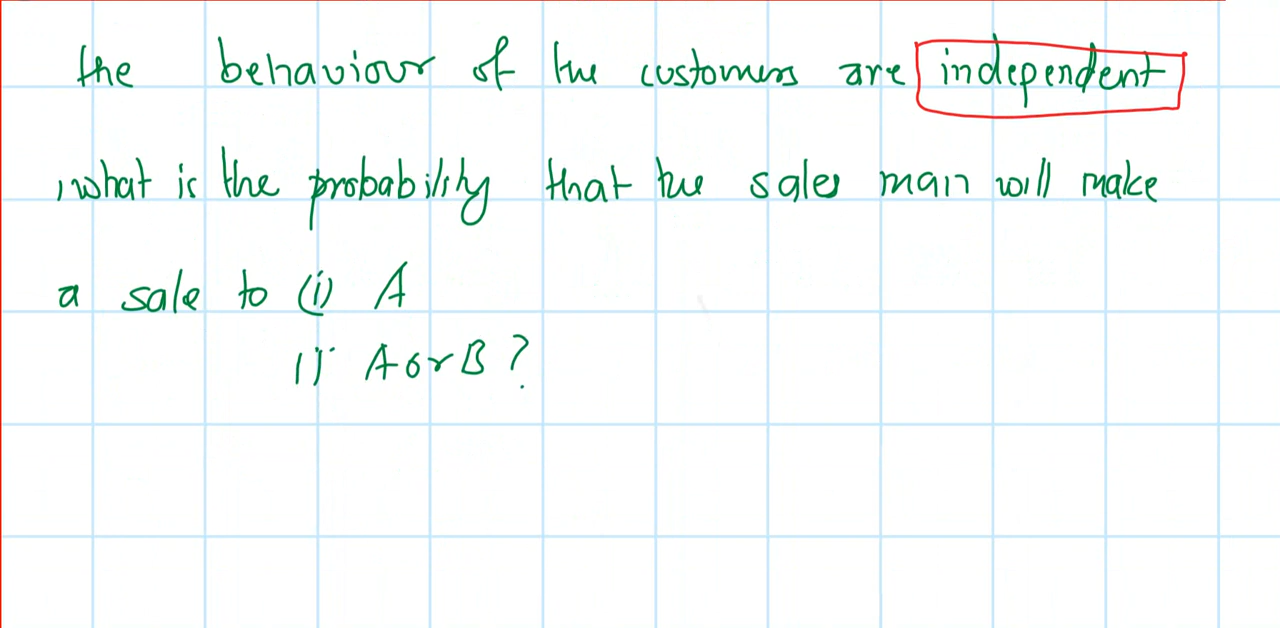 the behaviour of the customers are independent
, what is the probability that the sales man will make
a sale to (i) A
ii A or B ?